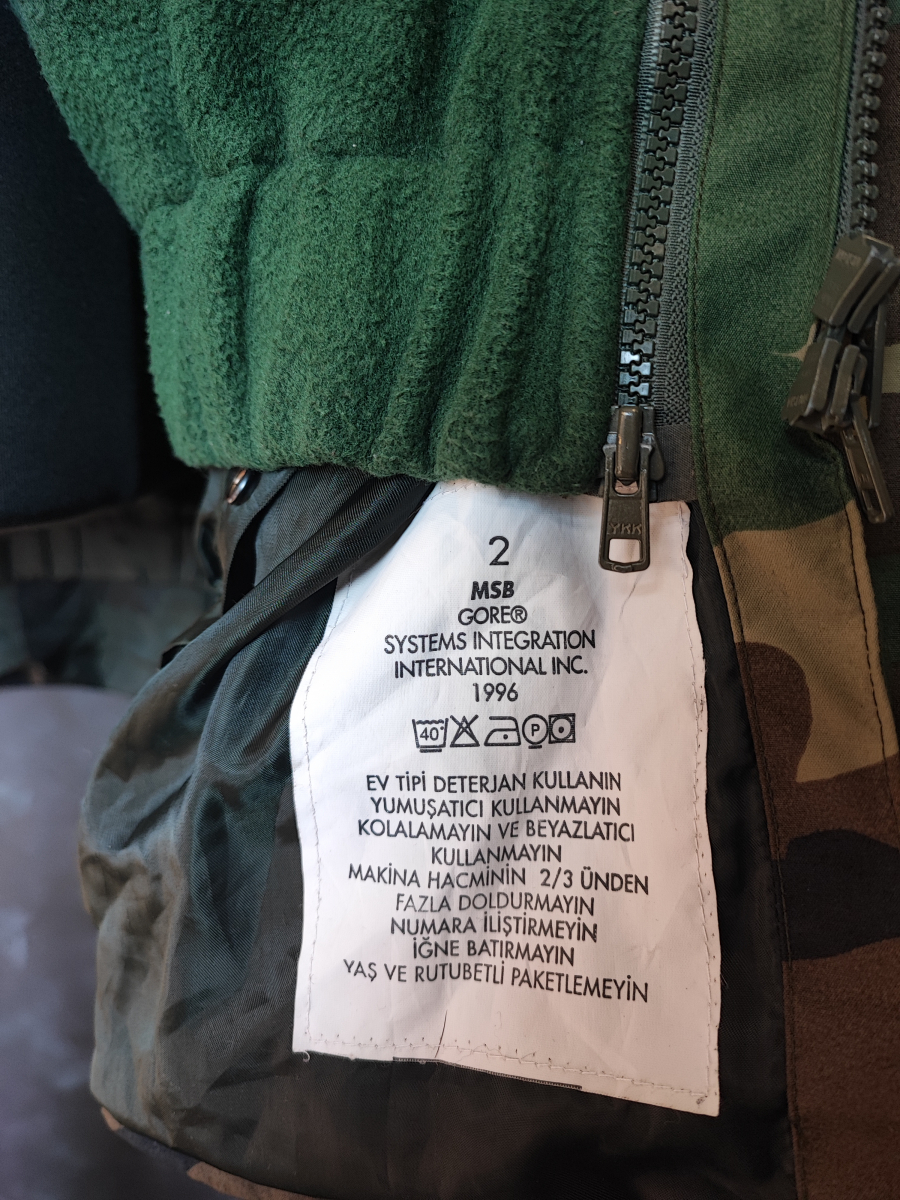 YKK
2
MSB
GORE®
SYSTEMS INTEGRATION
INTERNATIONAL INC.
1996
40°
P
EV TİPİ DETERJAN KULLANIN
YUMUŞATICI KULLANMAYIN
KOLALAMAYIN VE BEYAZLATICI
KULLANMAYIN
MAKİNA HACMİNİN 2/3 ÜNDEN
FAZLA DOLDURMAYIN
NUMARA İLİŞTİRMEYİN
İĞNE BATIRMAYIN
YAŞ VE RUTUBETLİ PAKETLEMEYİN